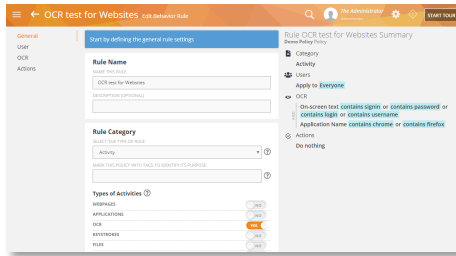 OCR test for Websites Edit Behavior Rule
The Administrator
START TOUR
General
User
OCR
Actions
Start by defining the general rule settings
Rule Name
NAME THIS RULE
OCR test for Websites
DESCRIPTION (OPTIONAL)
Rule Category
SELECT THE TYPE OF RULE
Activity
MARK THIS POLICY WITH TAGS TO IDENTIFY ITS PURPOSE
Types of Activities
WEBPAGES
APPLICATIONS
OCR
YES
KEYSTROKES
FILES
RULE OCR test for Websites Summary
Demo Policy Policy
Category
Activity
Users
Apply to Everyone
OCR
On-screen text contains signin or contains password or
contains login or contains username
Application Name contains chrome or contains firefox
Actions
Do nothing